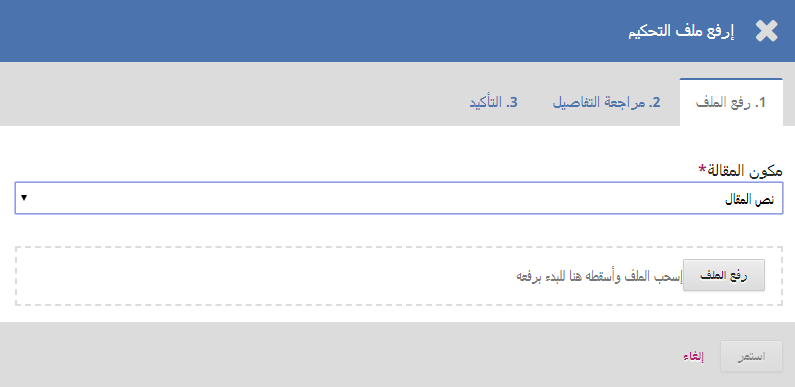 إرفع ملف التحكيم
1. رفع الملف
2. مراجعة التفاصيل
3. التأكيد
مكون المقالة*
نص المقال
رفع الملف إسحب الملف وأسقطه هنا للبدء برفعه
استمر إلغاء